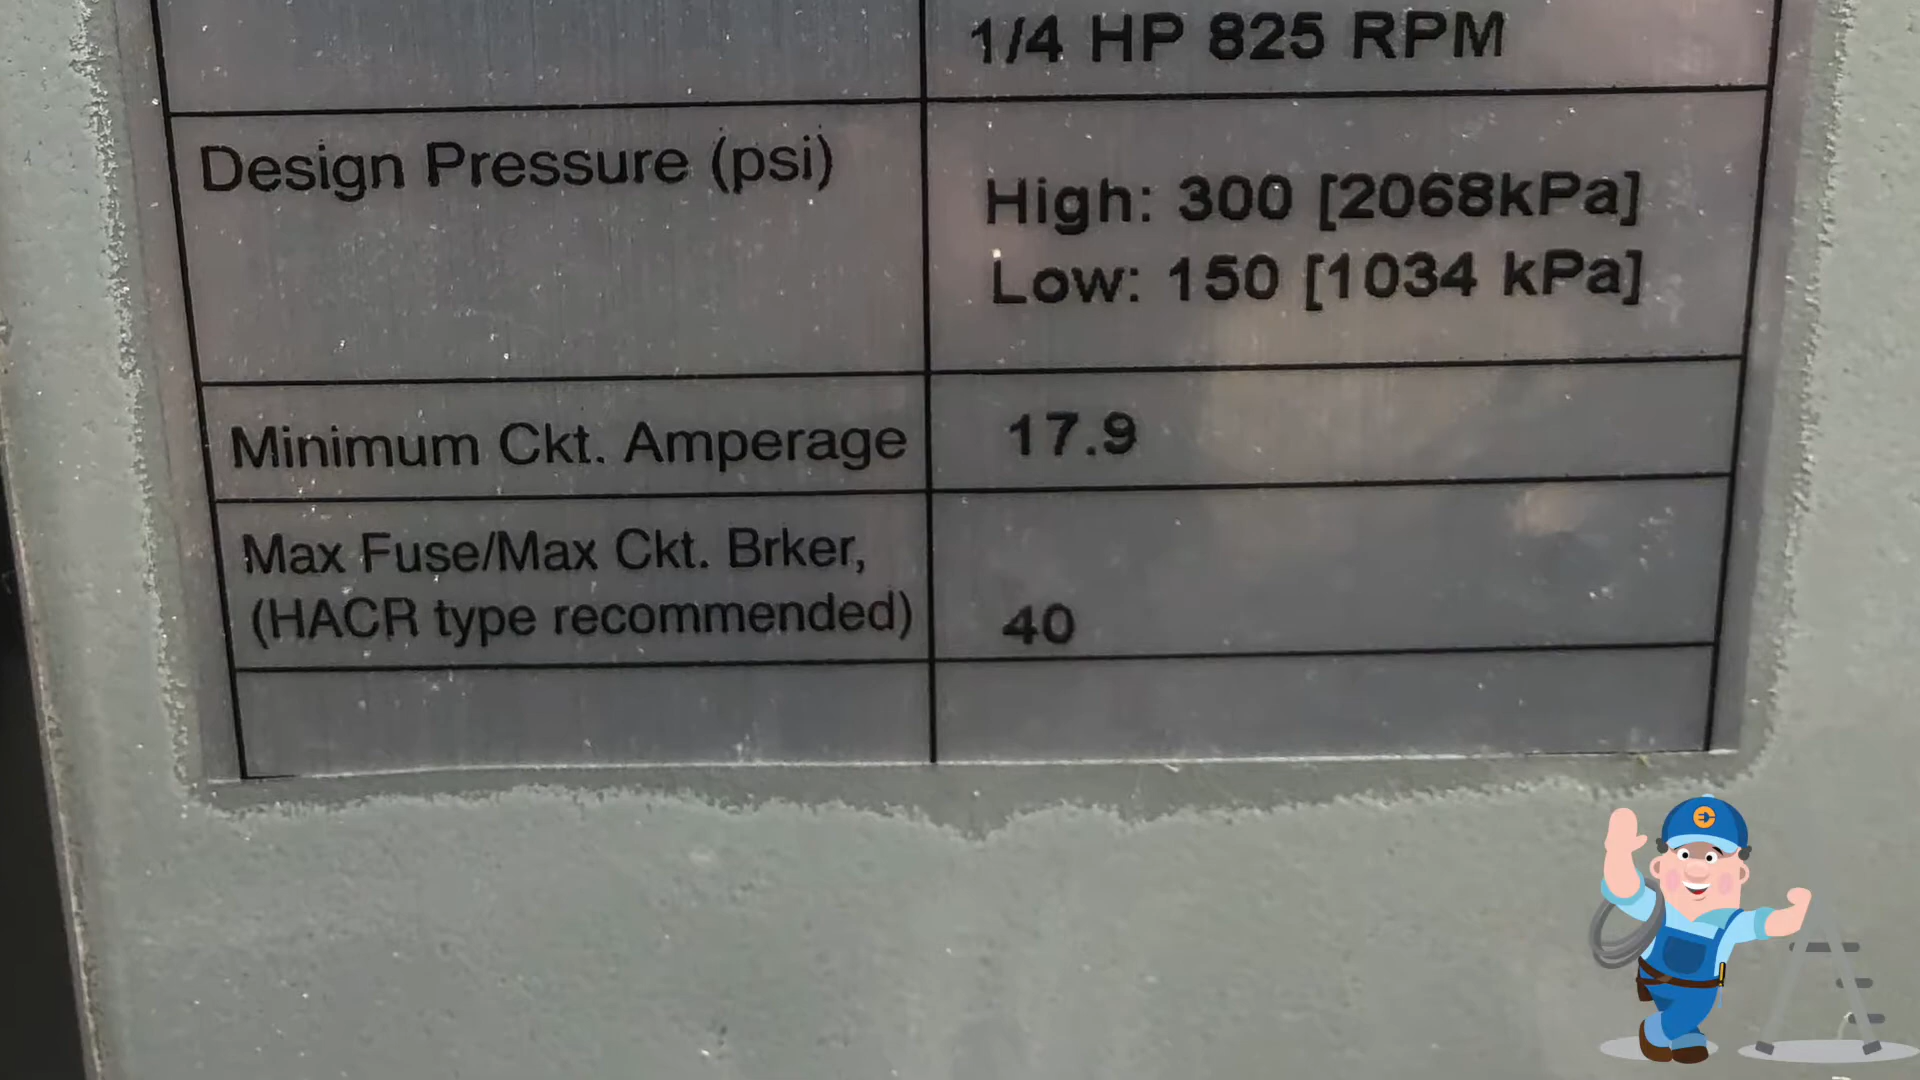 1/4 HP 825 RPM
Design Pressure (psi)
High: 300 [2068kPa]
Low: 150 [1034 kPa]
Minimum Ckt. Amperage
17.9
Max Fuse/Max Ckt. Brker,
(HACR type recommended)
40